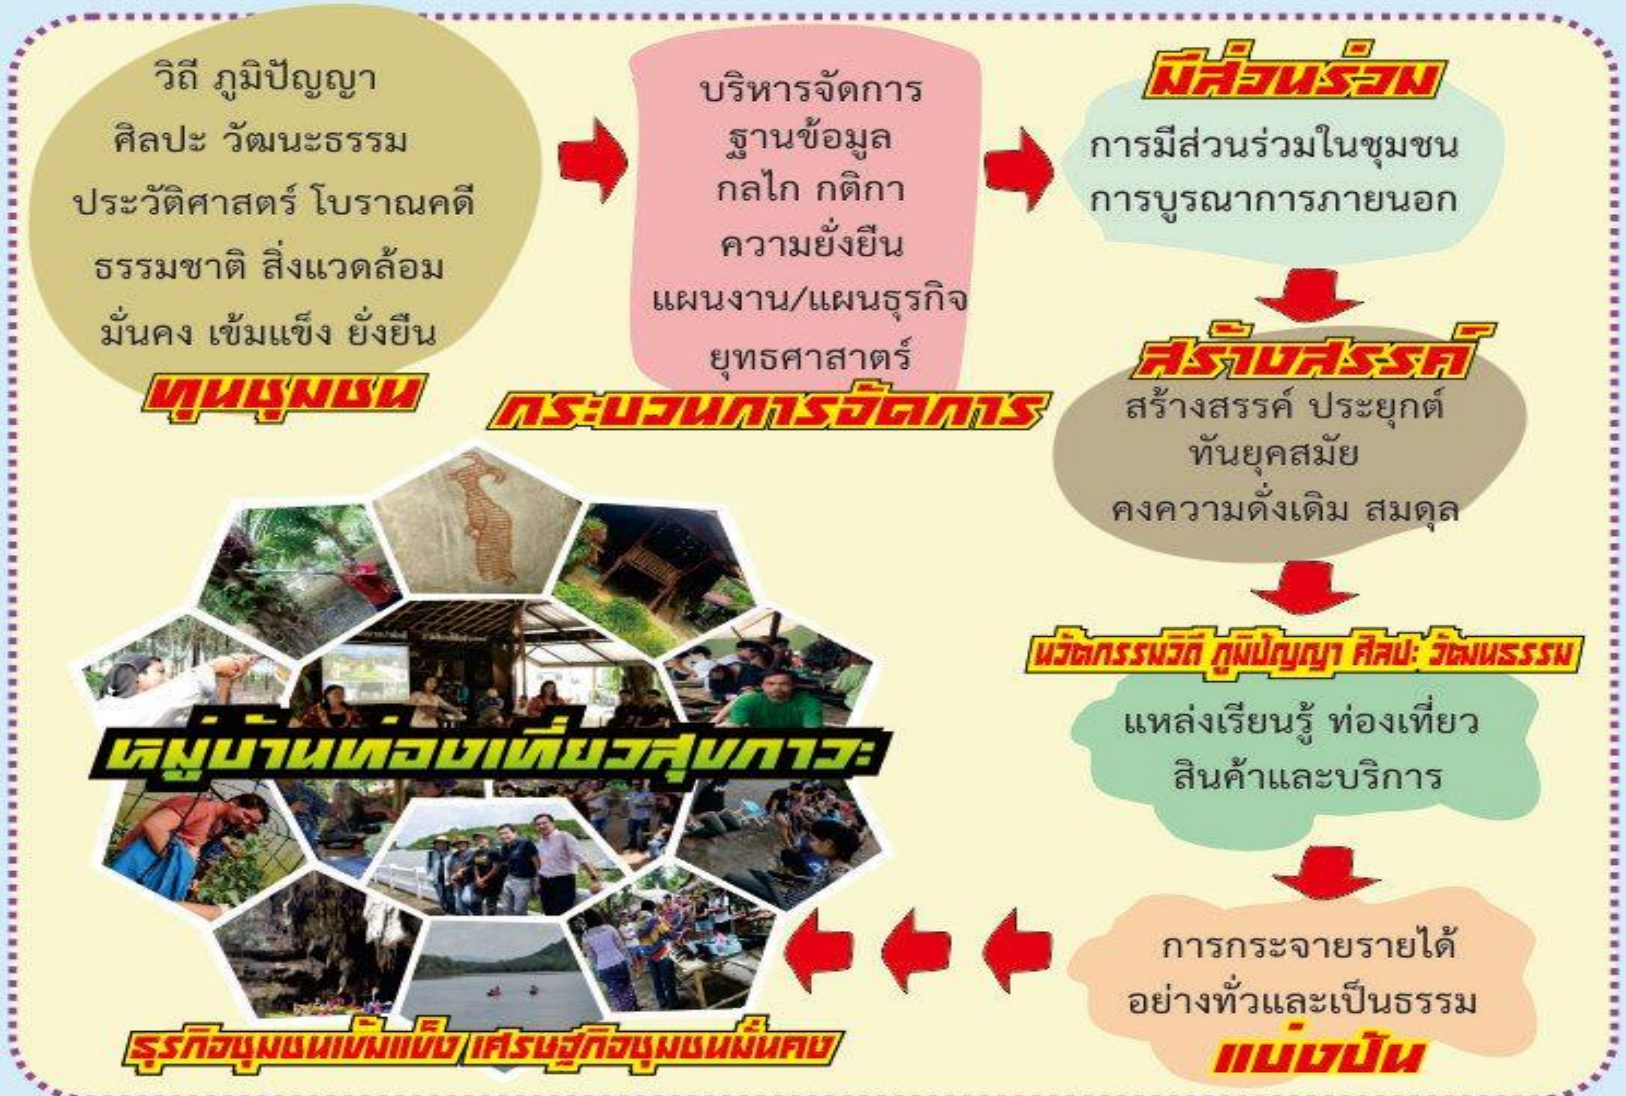 วิถี ภูมิปัญญา
ศิลปะ วัฒนะธรรม
ประวัติศาสตร์ โบราณคดี
ธรรมชาติ สิ่งแวดล้อม
มั่นคง เข้มแข็ง ยั่งยืน
ทุนชุมชน
บริหารจัดการ
ฐานข้อมูล
กลไก กติกา
ความยั่งยืน
แผนงาน/แผนธุรกิจ
ยุทธศาสาตร์
กระบวนการจัดการ
มีส่วนร่วม
การมีส่วนร่วมในชุมชน
การบูรณาการภายนอก
สร้างสรรค์
สร้างสรรค์ ประยุกต์
ทันยุคสมัย
คงความดั่งเดิม สมดุล
นวัตกรรมวิถี ภูมิปัญญา ศิลปะ วัฒนธรรม
แหล่งเรียนรู้ ท่องเที่ยว
สินค้าและบริการ
การกระจายรายได้
อย่างทั่วและเป็นธรรม
แบ่งปัน
หมู่บ้านท่องเที่ยวสุขภาวะ
ธุรกิจชุมชนเข้มแข็ง เศรษฐกิจชุมชนมั่นคง